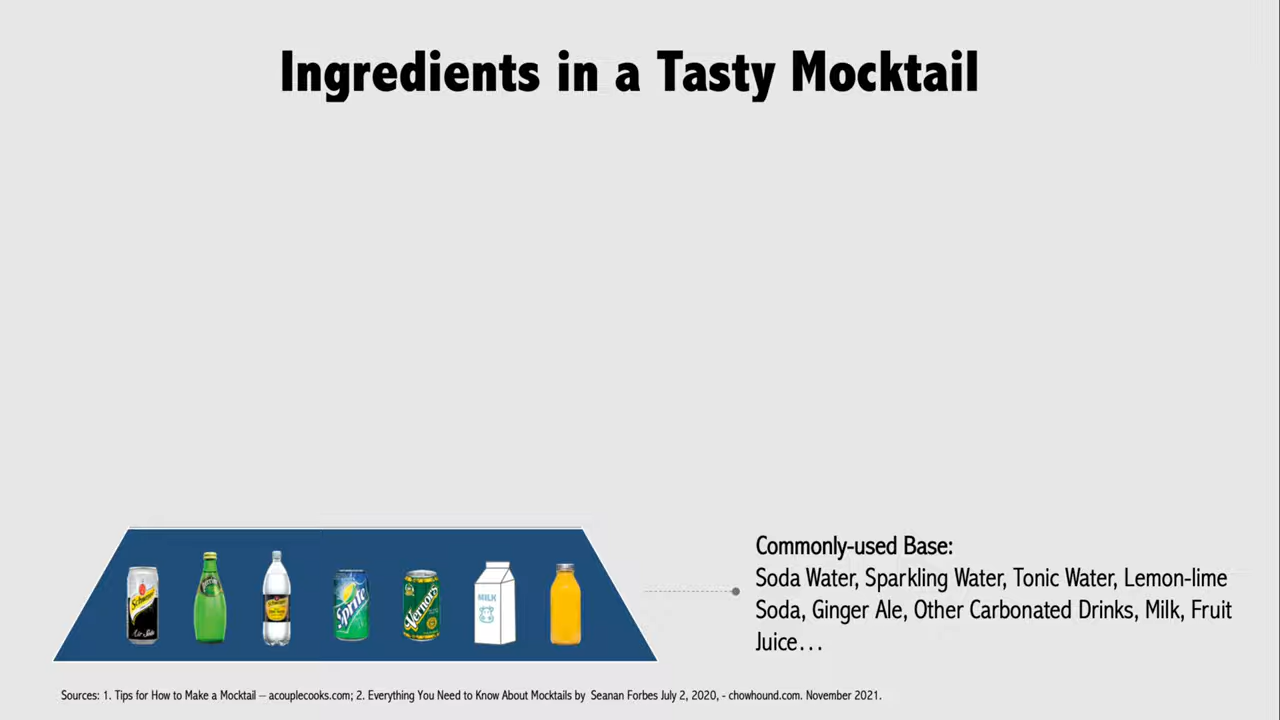 Ingredients in a Tasty Mocktail
Commonly-used Base:
Soda Water, Sparkling Water, Tonic Water, Lemon-lime
Soda, Ginger Ale, Other Carbonated Drinks, Milk, Fruit
Juice...
Schweppes
Perrier
Sprite
Vernors
MILK
Sources: 1. Tips for How to Make a Mocktail – acouplecooks.com; 2. Everything You Need to Know About Mocktails by Seanan Forbes July 2, 2020, - chowhound.com. November 2021.